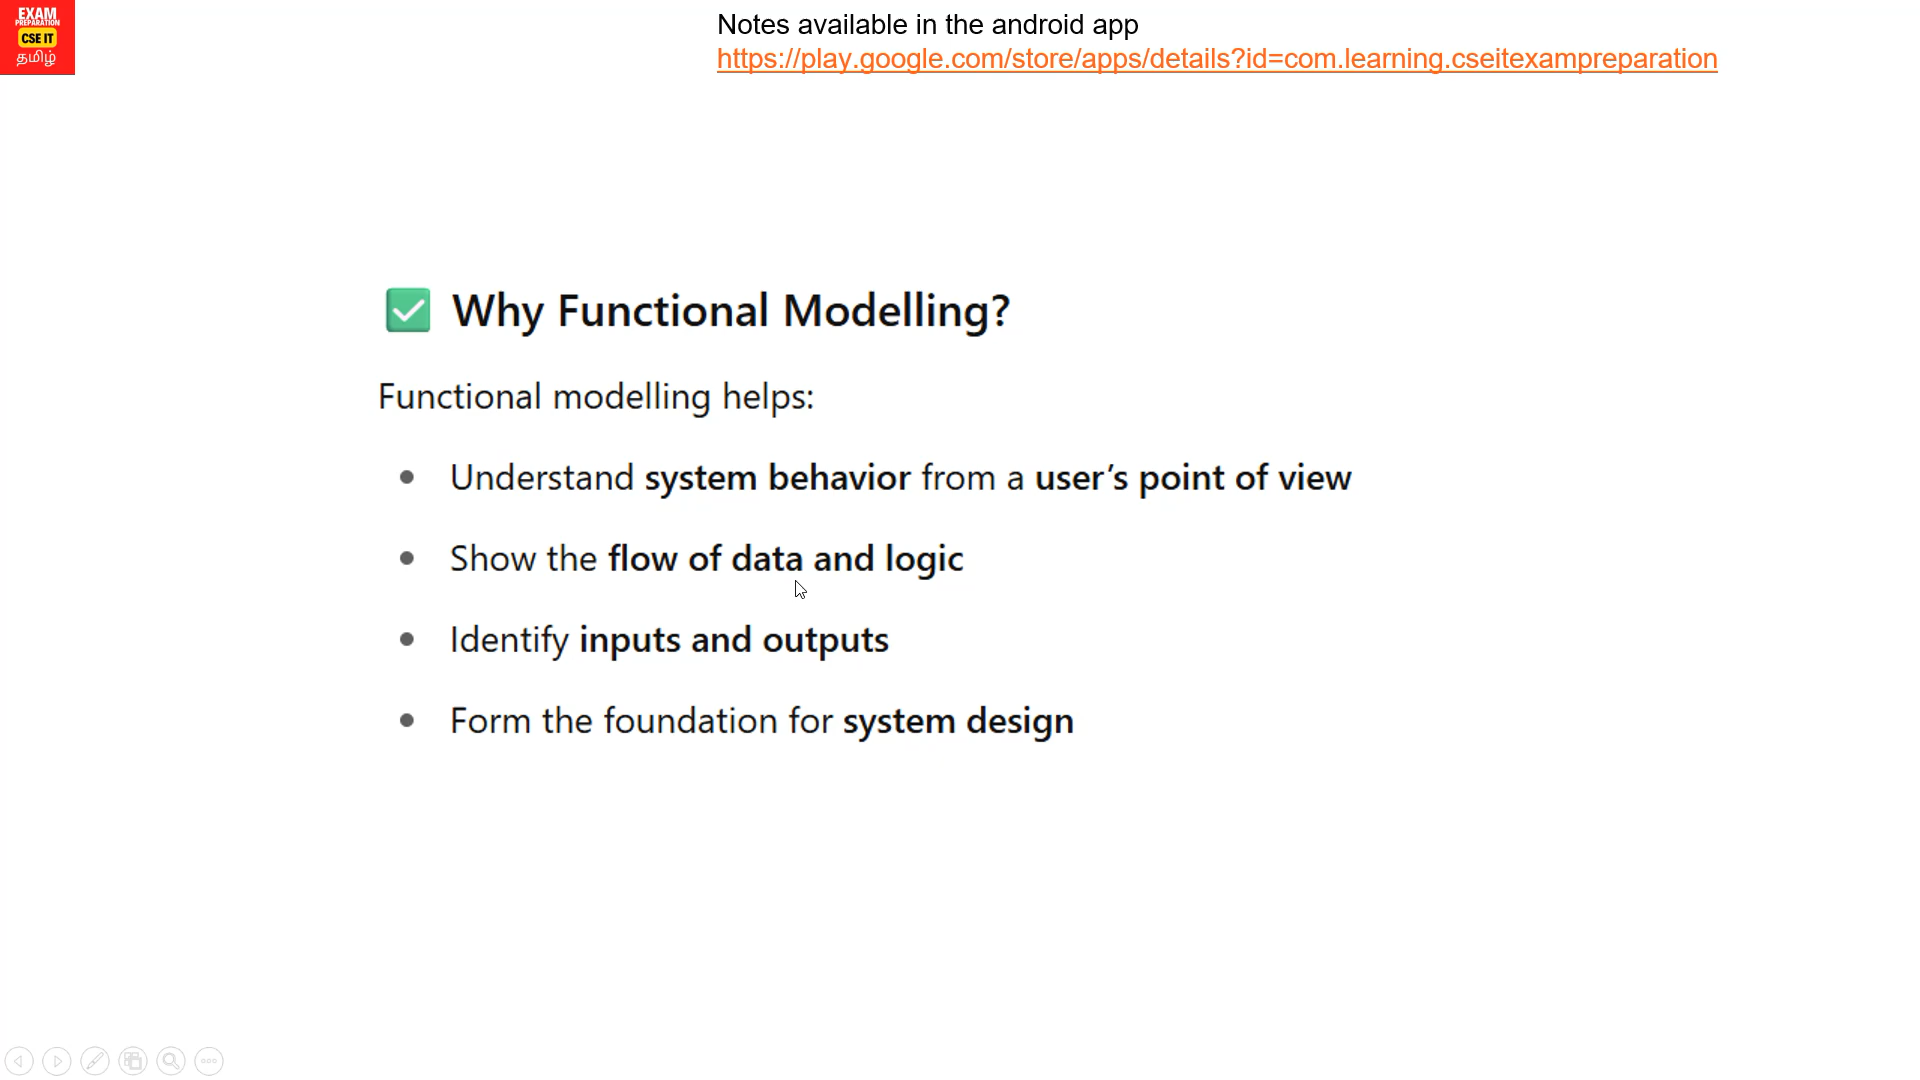 EXAM
PREPARATION
CSE IT
தமிழ்
Notes available in the android app
https://play.google.com/store/apps/details?id=com.learning.cseitexampreparation
Why Functional Modelling?
Functional modelling helps:
Understand system behavior from a user’s point of view
Show the flow of data and logic
Identify inputs and outputs
Form the foundation for system design